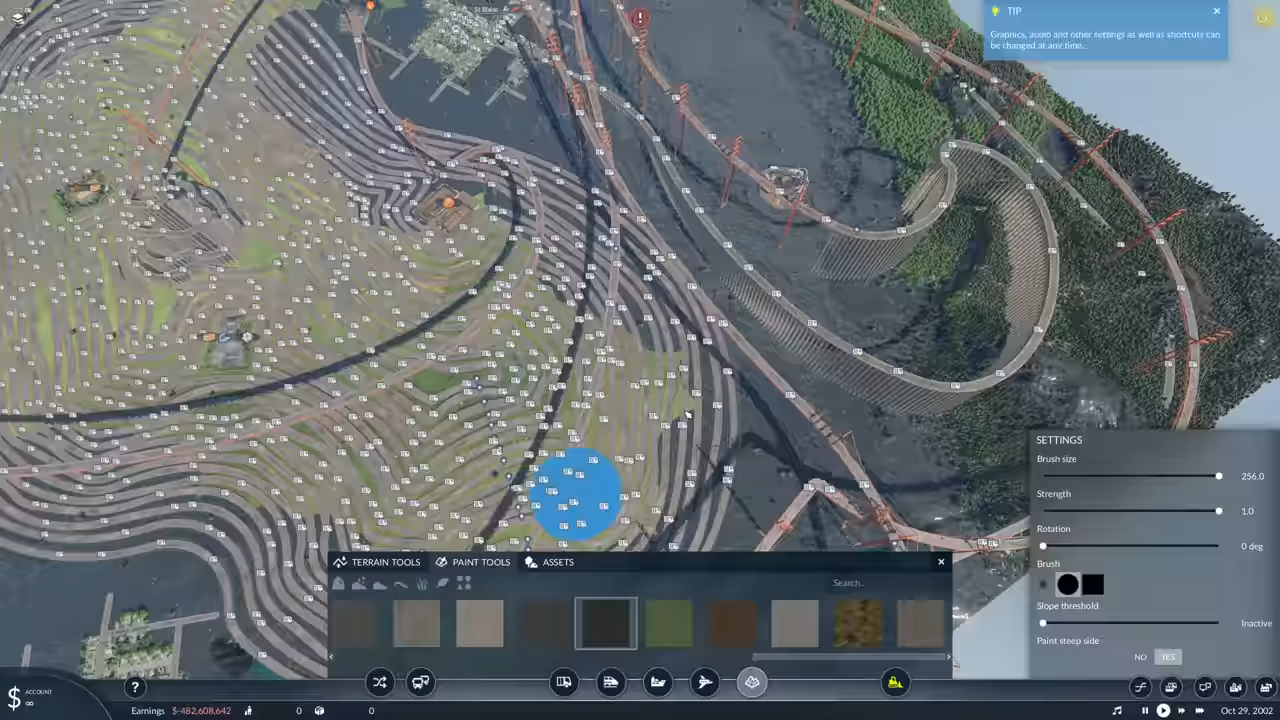 St Blaise
TIP
Graphics, audio and other settings as well as shortcuts can
be changed at any time..
SETTINGS
Brush size
256.0
Strength
1.0
Rotation
0 deg
Brush
Slope threshold
Inactive
Paint steep side
NO YES
TERRAIN TOOLS
PAINT TOOLS
ASSETS
Search..
$ ACCOUNT
∞
?
Earnings $-482,608,642
0
0
Oct 29, 2002